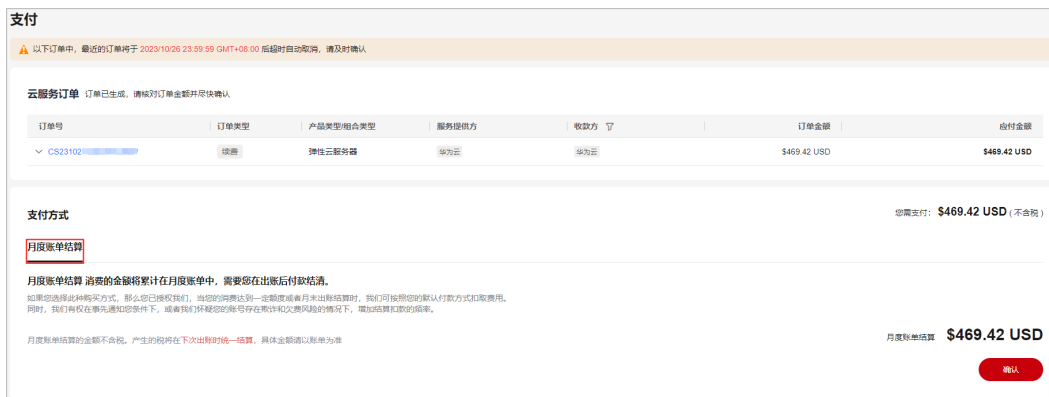 支付
以下订单中，最近的订单将于 2023/10/26 23:59:59 GMT+08:00 后超时自动取消，请及时确认
云服务订单 订单已生成，请核对订单金额并尽快确认
订单号 订单类型 产品类型/组合类型 服务提供方 收款方 订单金额 应付金额
CS23102 续费 弹性云服务器 华为云 华为云 $469.42 USD $469.42 USD
支付方式 您需支付：$469.42 USD (不含税)
月度账单结算
月度账单结算 消费的金额将累计在月度账单中，需要您在出账后付款结清。
如果您选择此种购买方式，那么您已授权我们，当您的消费达到一定额度或者月末出账结算时，我们可按照您的默认付款方式扣取费用。
同时，我们有权在事先通知您条件下，或者我们怀疑您的账号存在欺诈和欠费风险的情况下，增加结算扣款的频率。
月度账单结算的金额不含税。产生的税将在下次出账时统一结算，具体金额请以账单为准
月度账单结算 $469.42 USD
确认